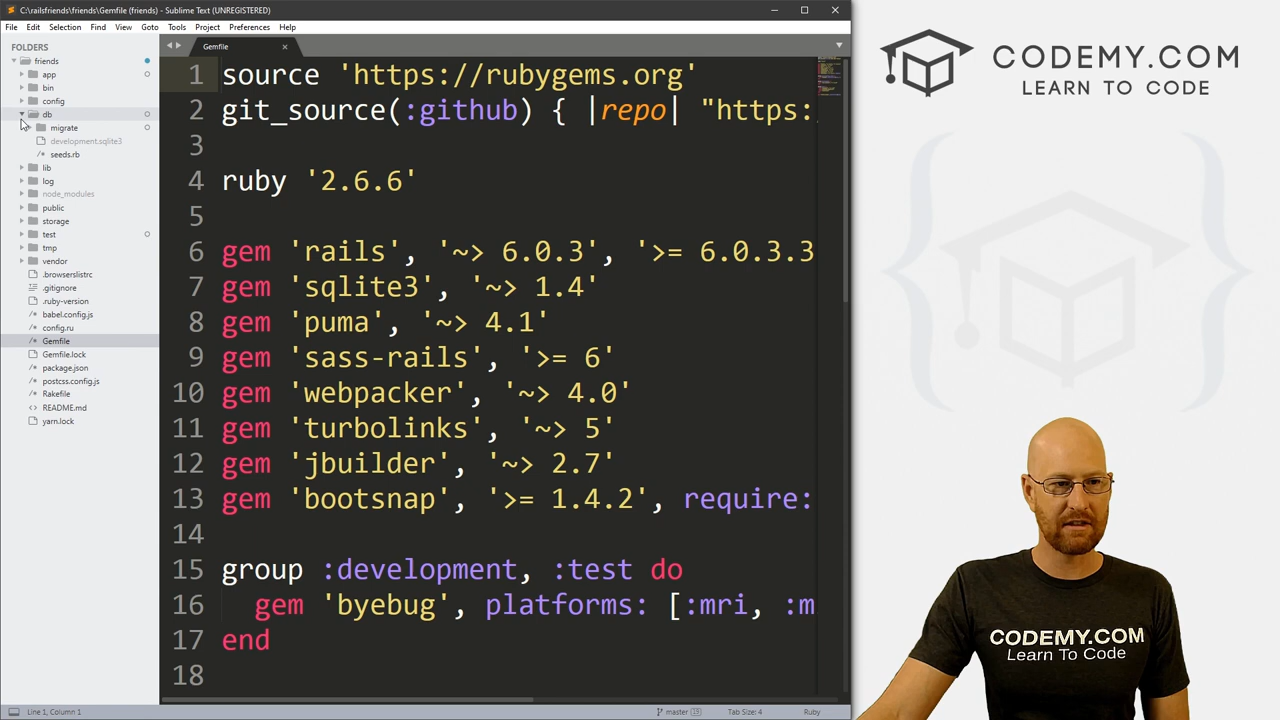 C:\railsfriends\friends\Gemfile (friends) - Sublime Text (UNREGISTERED)
File Edit Selection Find View Goto Tools Project Preferences Help
FOLDERS
friends
app
bin
config
db
migrate
development.sqlite3
seeds.rb
lib
log
node_modules
public
storage
test
tmp
vendor
.browserslistrc
.gitignore
.ruby-version
babel.config.js
config.ru
Gemfile
Gemfile.lock
package.json
postcss.config.js
Rakefile
README.md
yarn.lock
Gemfile
1 source 'https://rubygems.org'
2 git_source(:github) { |repo| "https:
3
4 ruby '2.6.6'
5
6 gem 'rails', '~> 6.0.3', '>= 6.0.3.3
7 gem 'sqlite3', '~> 1.4'
8 gem 'puma', '~> 4.1'
9 gem 'sass-rails', '>= 6'
10 gem 'webpacker', '~> 4.0'
11 gem 'turbolinks', '~> 5'
12 gem 'jbuilder', '~> 2.7'
13 gem 'bootsnap', '>= 1.4.2', require:
14
15 group :development, :test do
16 gem 'byebug', platforms: [:mri, :m
17 end
18
Line 1, Column 1
master
Tab Size: 4
Ruby
CODEMY.COM
LEARN TO CODE
CODEMY.COM
Learn To Code